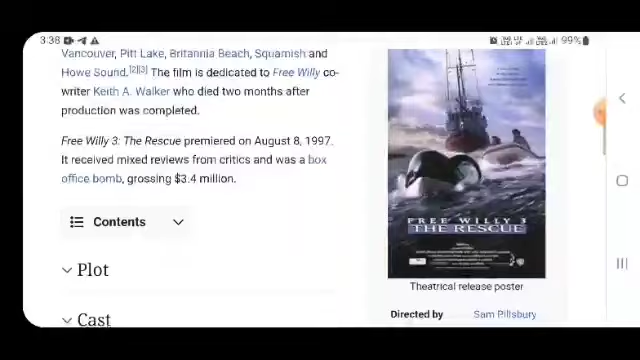 3:38
99%
Vancouver, Pitt Lake, Britannia Beach, Squamish and
Howe Sound.[2][3] The film is dedicated to Free Willy co-
writer Keith A. Walker who died two months after
production was completed.
Free Willy 3: The Rescue premiered on August 8, 1997.
It received mixed reviews from critics and was a box
office bomb, grossing $3.4 million.
Contents
Plot
Cast
FREE WILLY 3
THE RESCUE
Theatrical release poster
Directed by Sam Pillsbury